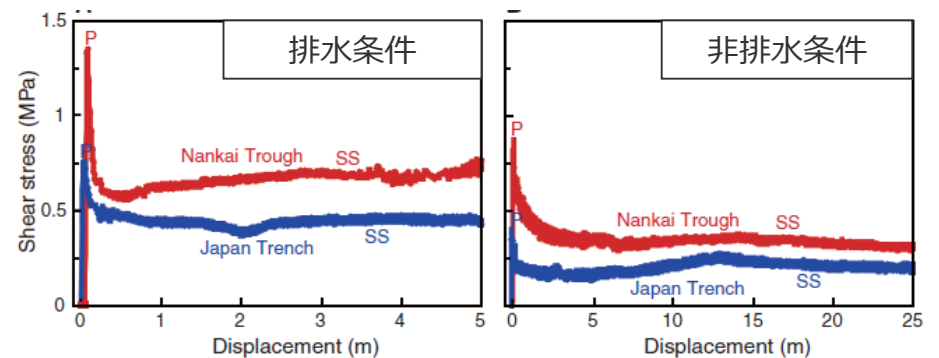 排水条件
1.5
1
0.5
0
Shear stress (MPa)
P
P
Nankai Trough
SS
Japan Trench
SS
0 1 2 3 4 5
Displacement (m)
非排水条件
P
P
Nankai Trough
SS
Japan Trench
SS
0 5 10 15 20 25
Displacement (m)